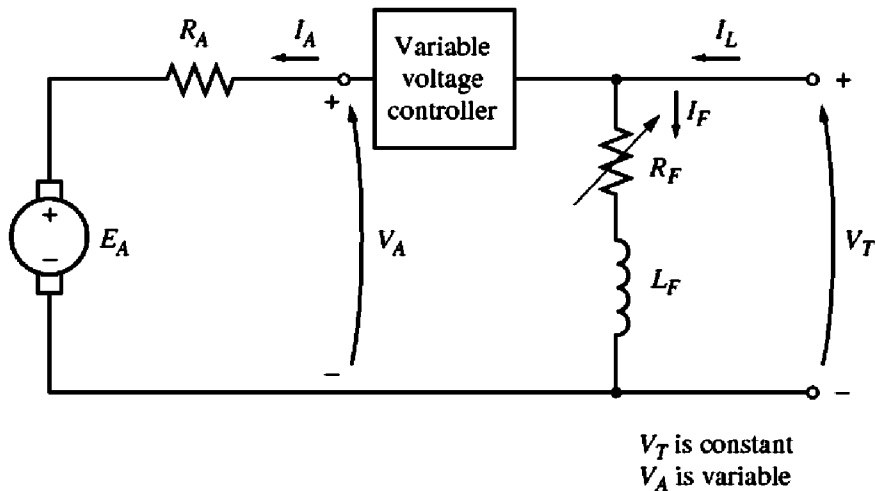 R_A
I_A
Variable
voltage
controller
I_L
+
+
I_F
R_F
+
E_A
−
V_A
V_T
L_F
−
−
V_T is constant
V_A is variable